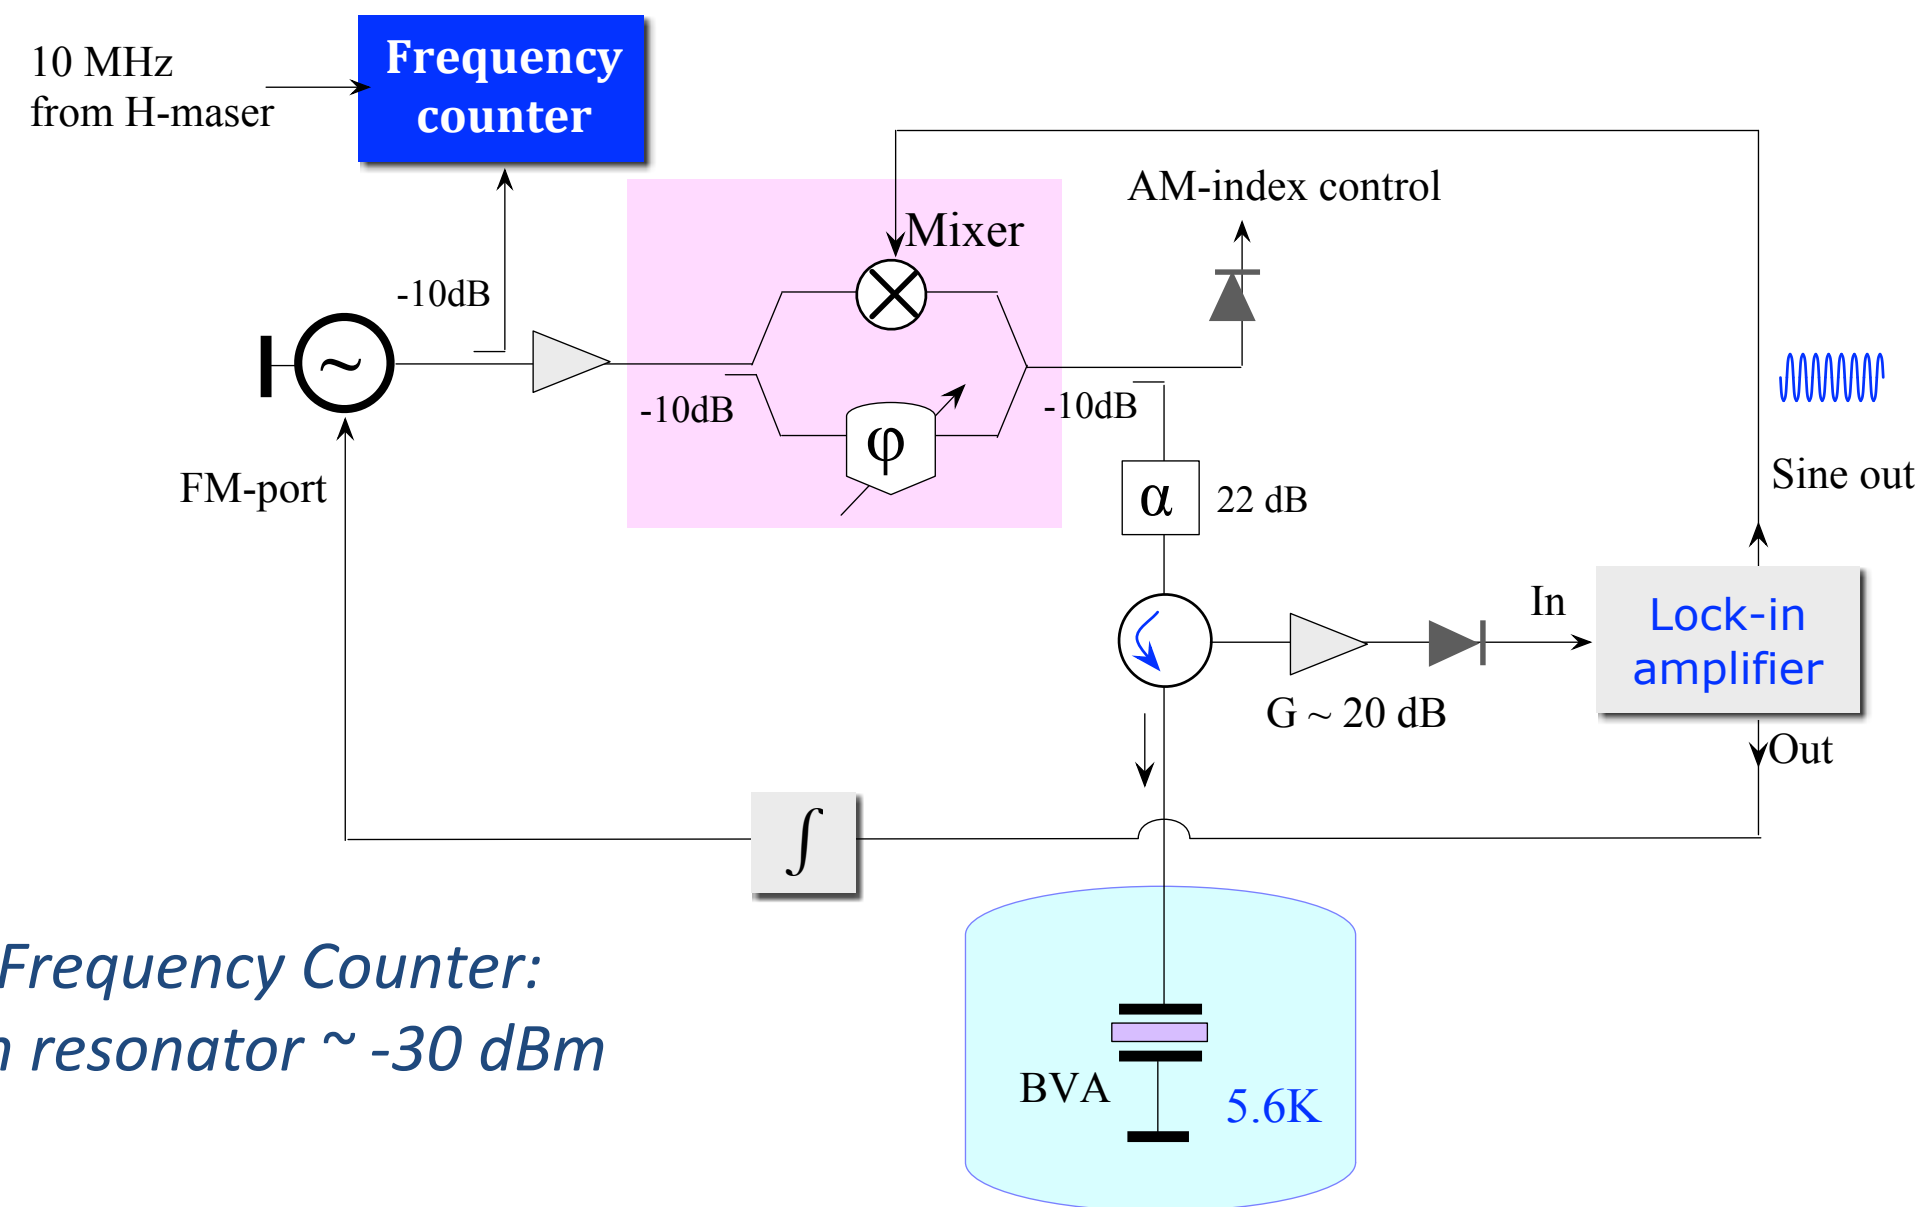 10 MHz
from H-maser
Frequency
counter
Mixer
AM-index control
-10dB
~
-10dB
-10dB
φ
FM-port
α
22 dB
Sine out
In
Lock-in
amplifier
G ~ 20 dB
Out
∫
Frequency Counter:
resonator ~ -30 dBm
BVA
5.6K